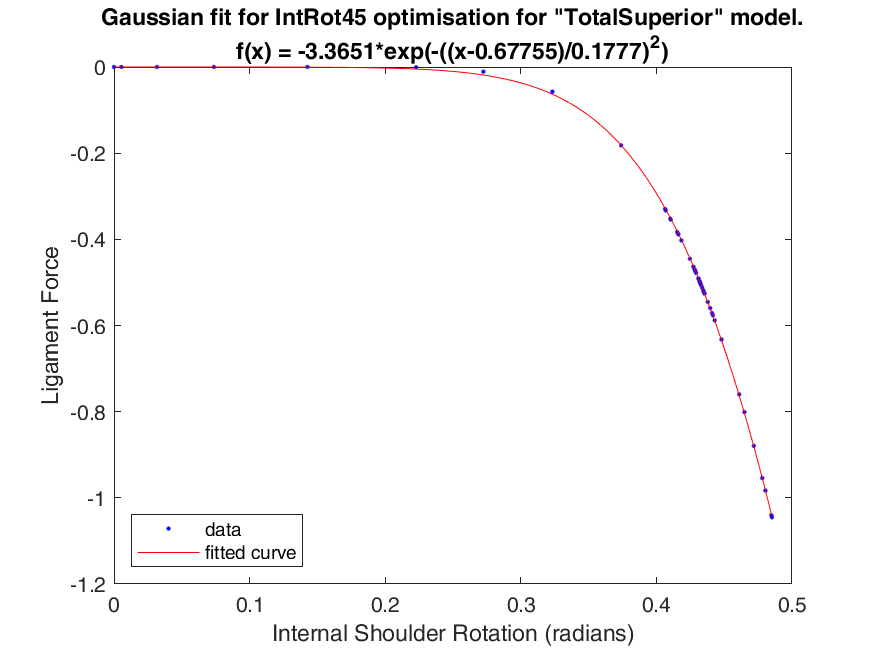 Gaussian fit for IntRot45 optimisation for "TotalSuperior" model.
f(x) = -3.3651*exp(-((x-0.67755)/0.1777)²)
0
-0.2
-0.4
-0.6
-0.8
-1
-1.2
Ligament Force
data
fitted curve
0 0.1 0.2 0.3 0.4 0.5
Internal Shoulder Rotation (radians)